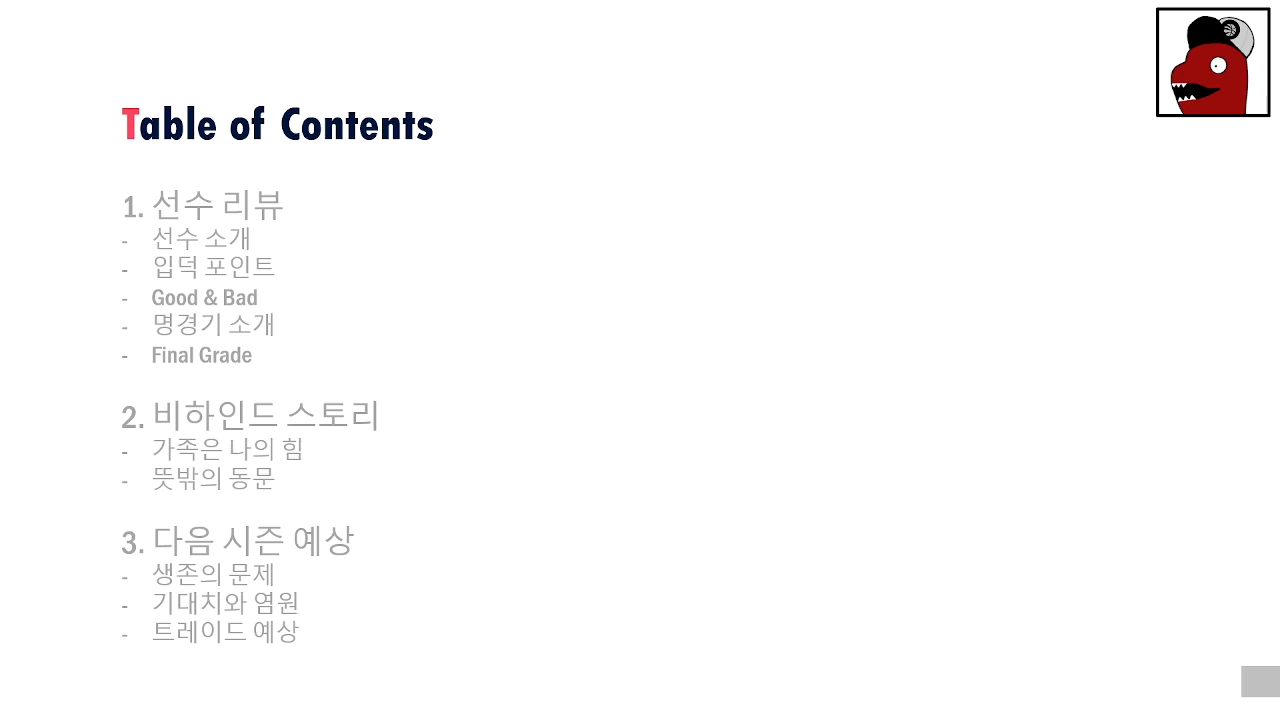 Table of Contents
1. 선수 리뷰
- 선수 소개
- 입덕 포인트
- Good & Bad
- 명경기 소개
- Final Grade
2. 비하인드 스토리
- 가족은 나의 힘
- 뜻밖의 동문
3. 다음 시즌 예상
- 생존의 문제
- 기대치와 염원
- 트레이드 예상